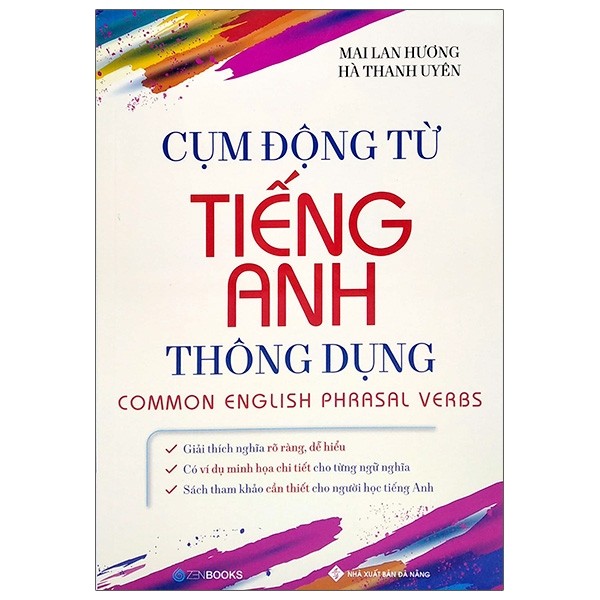 MAI LAN HƯƠNG
HÀ THANH UYÊN
CỤM ĐỘNG TỪ
TIẾNG
ANH
THÔNG DỤNG
COMMON ENGLISH PHRASAL VERBS
Giải thích nghĩa rõ ràng, dễ hiểu
Có ví dụ minh họa chi tiết cho từng ngữ nghĩa
Sách tham khảo cần thiết cho người học tiếng Anh
ZENBOOKS
NHÀ XUẤT BẢN ĐÀ NẴNG